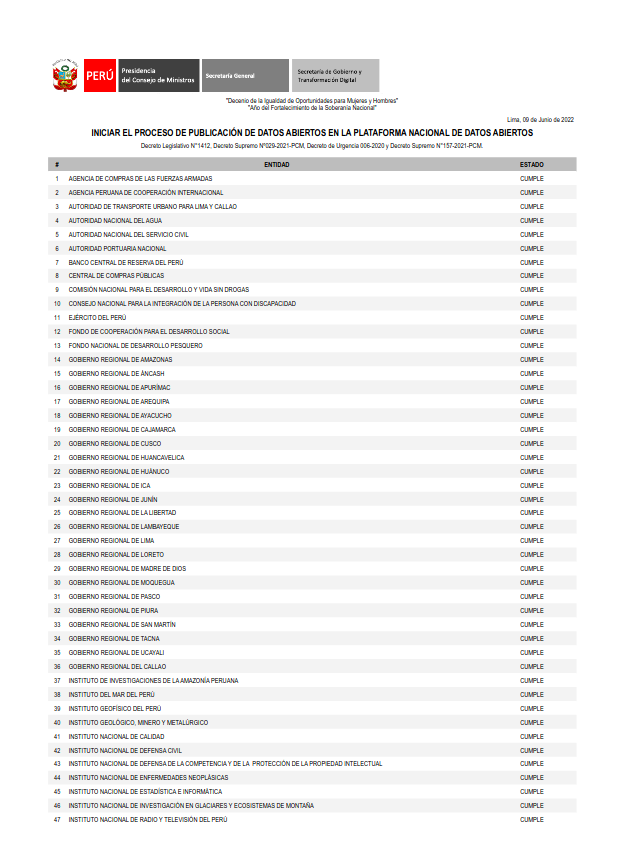 PERÚ
Presidencia
del Consejo de Ministros
Secretaría General
Secretaría de Gobierno y
Transformación Digital
"Decenio de la Igualdad de Oportunidades para Mujeres y Hombres"
"Año del Fortalecimiento de la Soberanía Nacional"
Lima, 09 de Junio de 2022
INICIAR EL PROCESO DE PUBLICACIÓN DE DATOS ABIERTOS EN LA PLATAFORMA NACIONAL DE DATOS ABIERTOS
Decreto Legislativo N°1412, Decreto Supremo Nº029-2021-PCM, Decreto de Urgencia 006-2020 y Decreto Supremo N°157-2021-PCM.
# ENTIDAD ESTADO
1 AGENCIA DE COMPRAS DE LAS FUERZAS ARMADAS CUMPLE
2 AGENCIA PERUANA DE COOPERACIÓN INTERNACIONAL CUMPLE
3 AUTORIDAD DE TRANSPORTE URBANO PARA LIMA Y CALLAO CUMPLE
4 AUTORIDAD NACIONAL DEL AGUA CUMPLE
5 AUTORIDAD NACIONAL DEL SERVICIO CIVIL CUMPLE
6 AUTORIDAD PORTUARIA NACIONAL CUMPLE
7 BANCO CENTRAL DE RESERVA DEL PERÚ CUMPLE
8 CENTRAL DE COMPRAS PÚBLICAS CUMPLE
9 COMISIÓN NACIONAL PARA EL DESARROLLO Y VIDA SIN DROGAS CUMPLE
10 CONSEJO NACIONAL PARA LA INTEGRACIÓN DE LA PERSONA CON DISCAPACIDAD CUMPLE
11 EJÉRCITO DEL PERÚ CUMPLE
12 FONDO DE COOPERACIÓN PARA EL DESARROLLO SOCIAL CUMPLE
13 FONDO NACIONAL DE DESARROLLO PESQUERO CUMPLE
14 GOBIERNO REGIONAL DE AMAZONAS CUMPLE
15 GOBIERNO REGIONAL DE ÁNCASH CUMPLE
16 GOBIERNO REGIONAL DE APURÍMAC CUMPLE
17 GOBIERNO REGIONAL DE AREQUIPA CUMPLE
18 GOBIERNO REGIONAL DE AYACUCHO CUMPLE
19 GOBIERNO REGIONAL DE CAJAMARCA CUMPLE
20 GOBIERNO REGIONAL DE CUSCO CUMPLE
21 GOBIERNO REGIONAL DE HUANCAVELICA CUMPLE
22 GOBIERNO REGIONAL DE HUÁNUCO CUMPLE
23 GOBIERNO REGIONAL DE ICA CUMPLE
24 GOBIERNO REGIONAL DE JUNÍN CUMPLE
25 GOBIERNO REGIONAL DE LA LIBERTAD CUMPLE
26 GOBIERNO REGIONAL DE LAMBAYEQUE CUMPLE
27 GOBIERNO REGIONAL DE LIMA CUMPLE
28 GOBIERNO REGIONAL DE LORETO CUMPLE
29 GOBIERNO REGIONAL DE MADRE DE DIOS CUMPLE
30 GOBIERNO REGIONAL DE MOQUEGUA CUMPLE
31 GOBIERNO REGIONAL DE PASCO CUMPLE
32 GOBIERNO REGIONAL DE PIURA CUMPLE
33 GOBIERNO REGIONAL DE SAN MARTÍN CUMPLE
34 GOBIERNO REGIONAL DE TACNA CUMPLE
35 GOBIERNO REGIONAL DE UCAYALI CUMPLE
36 GOBIERNO REGIONAL DEL CALLAO CUMPLE
37 INSTITUTO DE INVESTIGACIONES DE LA AMAZONÍA PERUANA CUMPLE
38 INSTITUTO DEL MAR DEL PERÚ CUMPLE
39 INSTITUTO GEOFÍSICO DEL PERÚ CUMPLE
40 INSTITUTO GEOLÓGICO, MINERO Y METALÚRGICO CUMPLE
41 INSTITUTO NACIONAL DE CALIDAD CUMPLE
42 INSTITUTO NACIONAL DE DEFENSA CIVIL CUMPLE
43 INSTITUTO NACIONAL DE DEFENSA DE LA COMPETENCIA Y DE LA PROTECCIÓN DE LA PROPIEDAD INTELECTUAL CUMPLE
44 INSTITUTO NACIONAL DE ENFERMEDADES NEOPLÁSICAS CUMPLE
45 INSTITUTO NACIONAL DE ESTADÍSTICA E INFORMÁTICA CUMPLE
46 INSTITUTO NACIONAL DE INVESTIGACIÓN EN GLACIARES Y ECOSISTEMAS DE MONTAÑA CUMPLE
47 INSTITUTO NACIONAL DE RADIO Y TELEVISIÓN DEL PERÚ CUMPLE